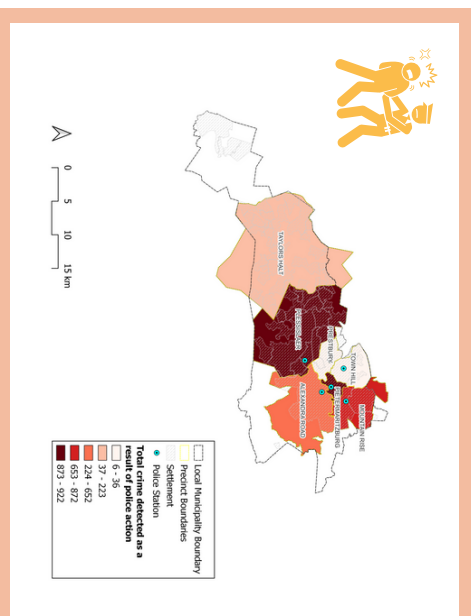 TAYLORS HALT
PLESSISLAER
PRESTBURY
TOWN HILL
PIETERMARITZBURG
MOUNTAIN RISE
ALEXANDRA ROAD
0 5 10 15 km
Local Municipality Boundary
Precinct Boundaries
Settlement
Police Station
Total crime detected as a
result of police action
6 - 36
37 - 223
224 - 652
653 - 872
873 - 922